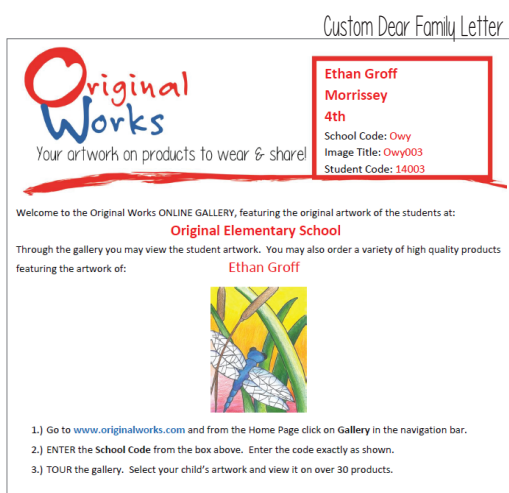 Custom Dear Family Letter
Original
Works
Your artwork on products to wear & share!
Ethan Groff
Morrissey
4th
School Code: Owy
Image Title: Owy003
Student Code: 14003
Welcome to the Original Works ONLINE GALLERY, featuring the original artwork of the students at:
Original Elementary School
Through the gallery you may view the student artwork. You may also order a variety of high quality products
featuring the artwork of: Ethan Groff
1.) Go to www.originalworks.com and from the Home Page click on Gallery in the navigation bar.
2.) ENTER the School Code from the box above. Enter the code exactly as shown.
3.) TOUR the gallery. Select your child's artwork and view it on over 30 products.